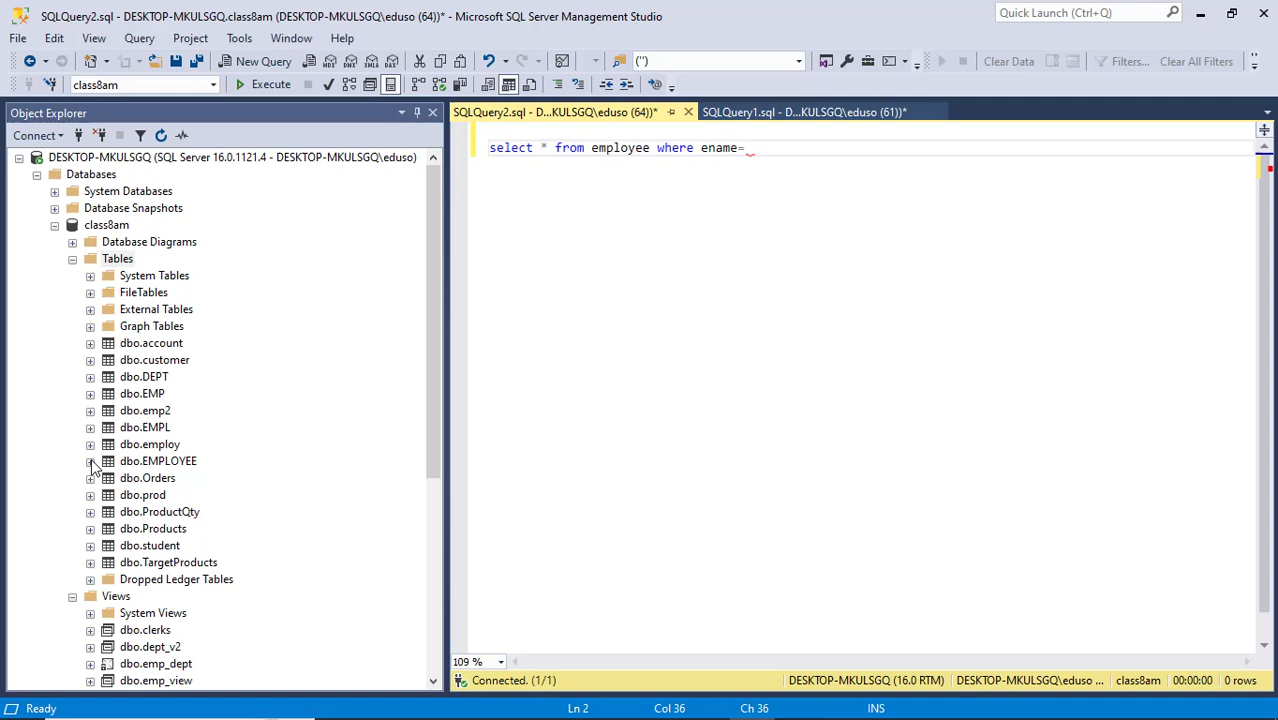 SQLQuery2.sql - DESKTOP-MKULSGQ.class8am (DESKTOP-MKULSGQ\eduso (64))* - Microsoft SQL Server Management Studio
Quick Launch (Ctrl+Q)
File Edit View Query Project Tools Window Help
New Query MDX DMX XMLA DAX ('') Clear Data Filters... Clear All Filters
class8am Execute
Object Explorer
SQLQuery2.sql - D...KULSGQ\eduso (64))* SQLQuery1.sql - D...KULSGQ\eduso (61))*
Connect
select * from employee where ename=
DESKTOP-MKULSGQ (SQL Server 16.0.1121.4 - DESKTOP-MKULSGQ\eduso)
Databases
System Databases
Database Snapshots
class8am
Database Diagrams
Tables
System Tables
FileTables
External Tables
Graph Tables
dbo.account
dbo.customer
dbo.DEPT
dbo.EMP
dbo.emp2
dbo.EMPL
dbo.employ
dbo.EMPLOYEE
dbo.Orders
dbo.prod
dbo.ProductQty
dbo.Products
dbo.student
dbo.TargetProducts
Dropped Ledger Tables
Views
System Views
dbo.clerks
dbo.dept_v2
dbo.emp_dept
dbo.emp_view
109 %
Connected. (1/1) DESKTOP-MKULSGQ (16.0 RTM) DESKTOP-MKULSGQ\eduso ... class8am 00:00:00 0 rows
Ready Ln 2 Col 36 Ch 36 INS